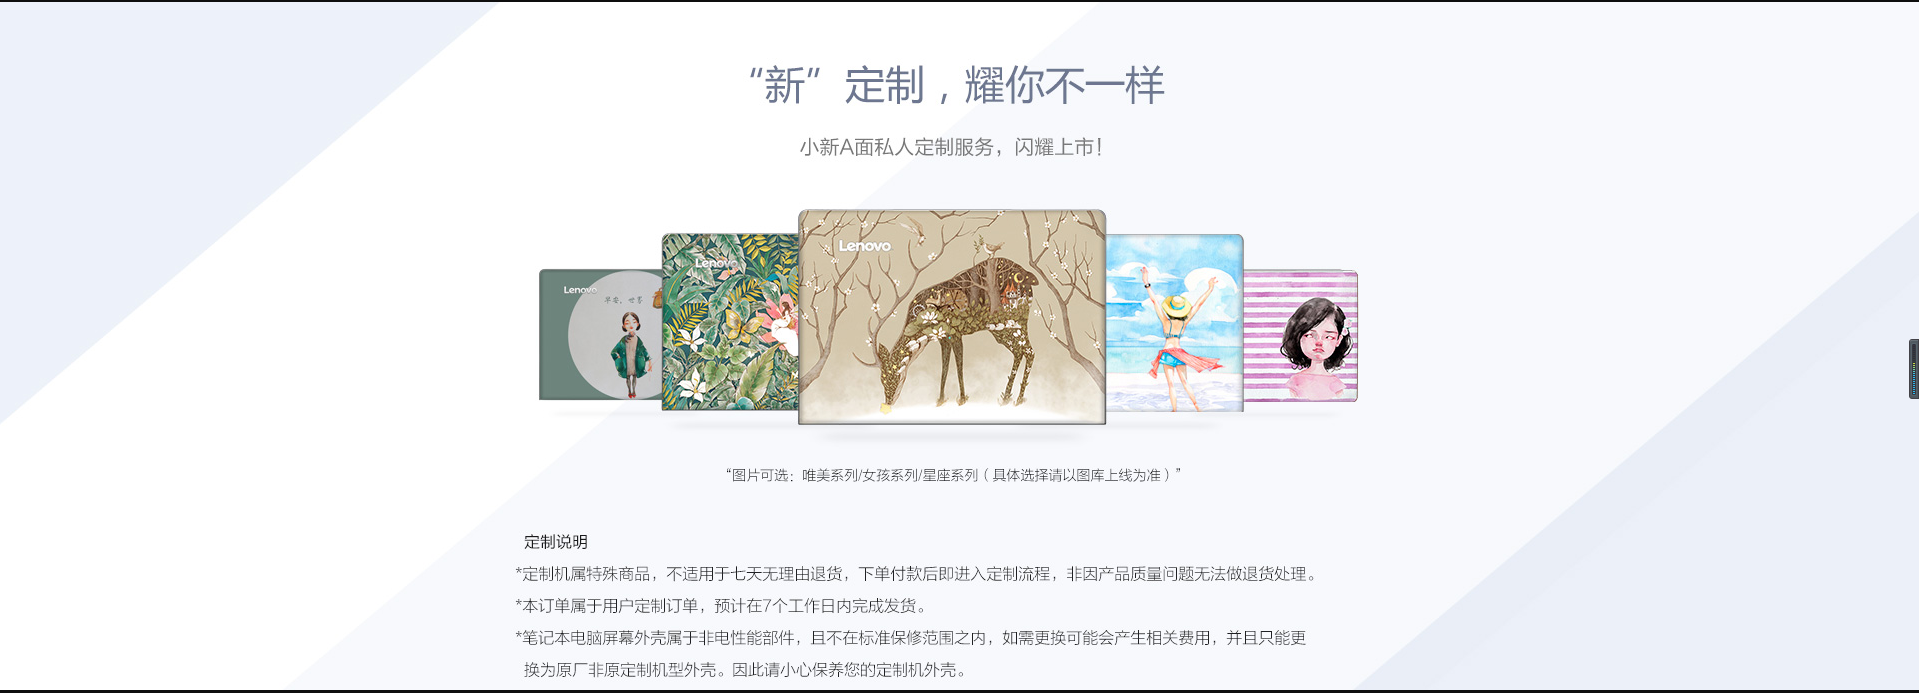 “新”定制，耀你不一样
小新A面私人定制服务，闪耀上市！
Lenovo
Lenovo
Lenovo
早安，世界
“图片可选：唯美系列/女孩系列/星座系列（具体选择请以图库上线为准）”
定制说明
*定制机属特殊商品，不适用于七天无理由退货，下单付款后即进入定制流程，非因产品质量问题无法做退货处理。
*本订单属于用户定制订单，预计在7个工作日内完成发货。
*笔记本电脑屏幕外壳属于非电性能部件，且不在标准保修范围之内，如需更换可能会产生相关费用，并且只能更
换为原厂非原定制机型外壳。因此请小心保养您的定制机外壳。